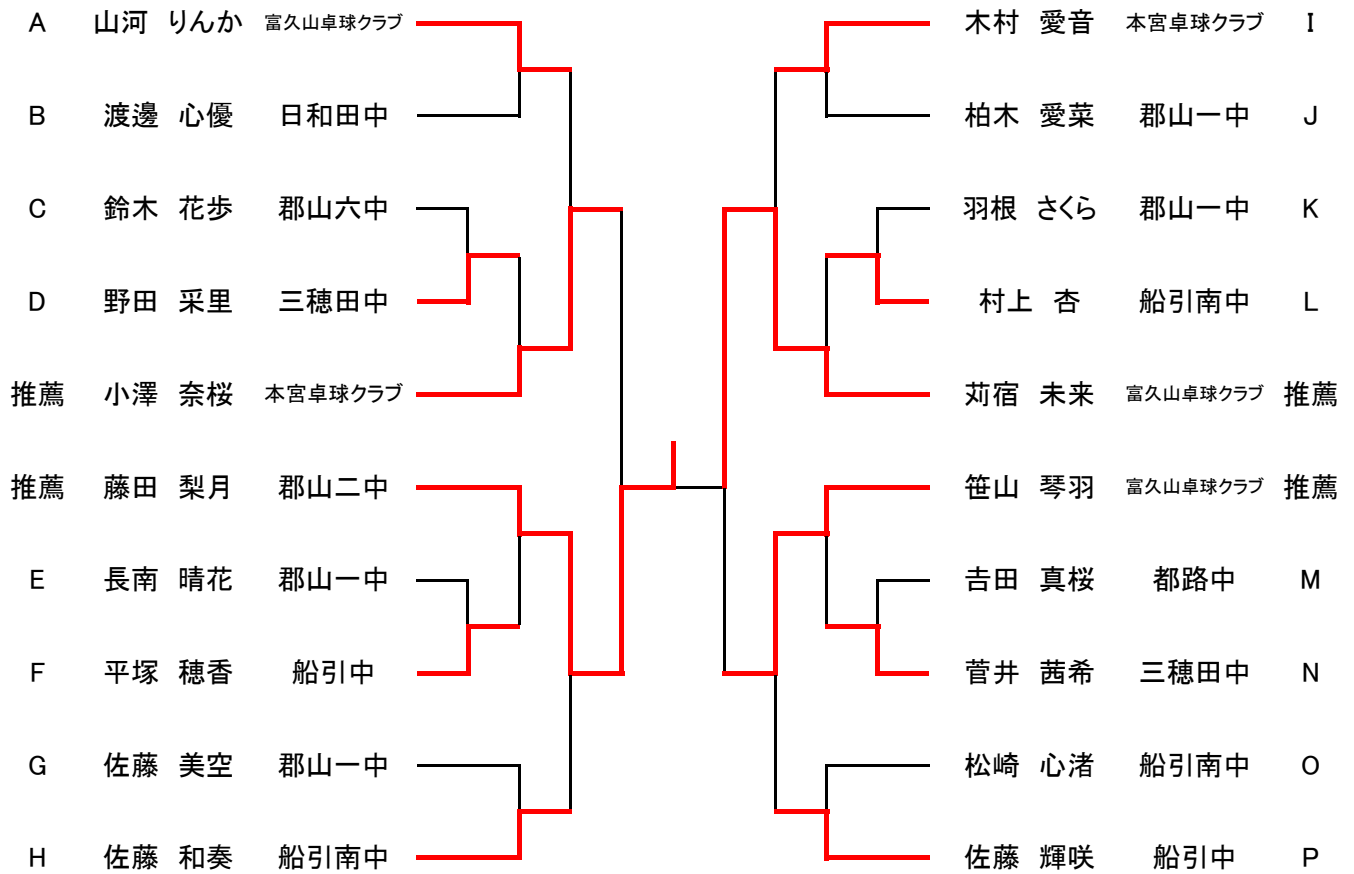 A 山河 りんか 富久山卓球クラブ 木村 愛音 本宮卓球クラブ I
B 渡邊 心優 日和田中 柏木 愛菜 郡山一中 J
C 鈴木 花歩 郡山六中 羽根 さくら 郡山一中 K
D 野田 采里 三穂田中 村上 杏 船引南中 L
推薦 小澤 奈桜 本宮卓球クラブ 苅宿 未来 富久山卓球クラブ 推薦
推薦 藤田 梨月 郡山二中 笹山 琴羽 富久山卓球クラブ 推薦
E 長南 晴花 郡山一中 吉田 真桜 都路中 M
F 平塚 穂香 船引中 菅井 茜希 三穂田中 N
G 佐藤 美空 郡山一中 松崎 心渚 船引南中 O
H 佐藤 和奏 船引南中 佐藤 輝咲 船引中 P